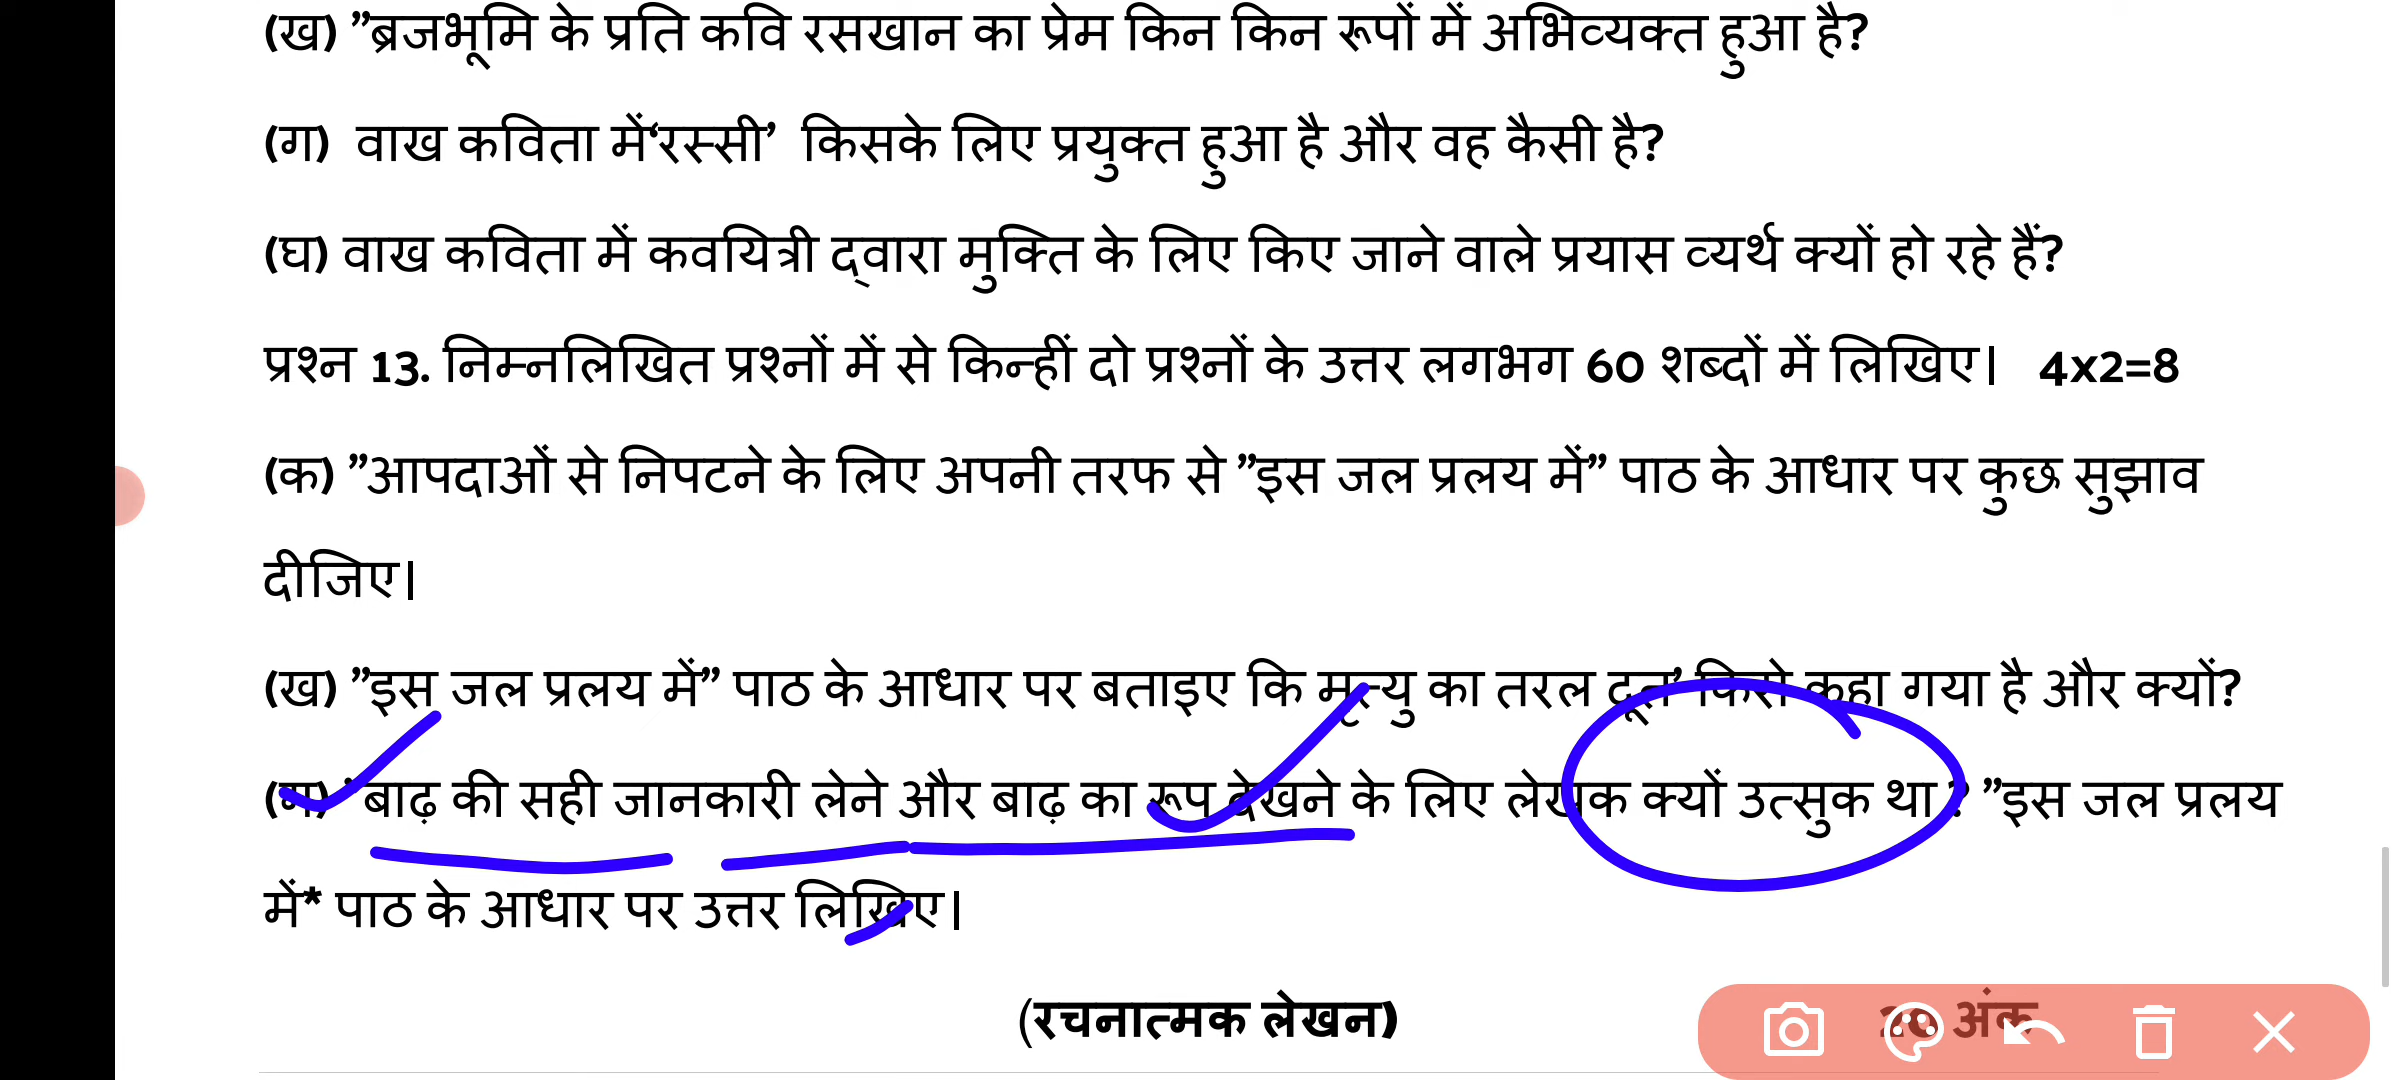 (ख) ”ब्रजभूमि के प्रति कवि रसखान का प्रेम किन किन रूपों में अभिव्यक्त हुआ है?
(ग) वाख कविता में‘रस्सी’ किसके लिए प्रयुक्त हुआ है और वह कैसी है?
(घ) वाख कविता में कवयित्री द्वारा मुक्ति के लिए किए जाने वाले प्रयास व्यर्थ क्यों हो रहे हैं?
प्रश्न 13. निम्नलिखित प्रश्नों में से किन्हीं दो प्रश्नों के उत्तर लगभग 60 शब्दों में लिखिए। 4x2=8
(क) ”आपदाओं से निपटने के लिए अपनी तरफ से ”इस जल प्रलय में” पाठ के आधार पर कुछ सुझाव
दीजिए।
(ख) ”इस जल प्रलय में” पाठ के आधार पर बताइए कि मृत्यु का तरल दूत’ किसे कहा गया है और क्यों?
(ग) ‘बाढ़ की सही जानकारी लेने और बाढ़ का रूप देखने के लिए लेखक क्यों उत्सुक था? ”इस जल प्रलय
में* पाठ के आधार पर उत्तर लिखिए।
(रचनात्मक लेखन) अंक